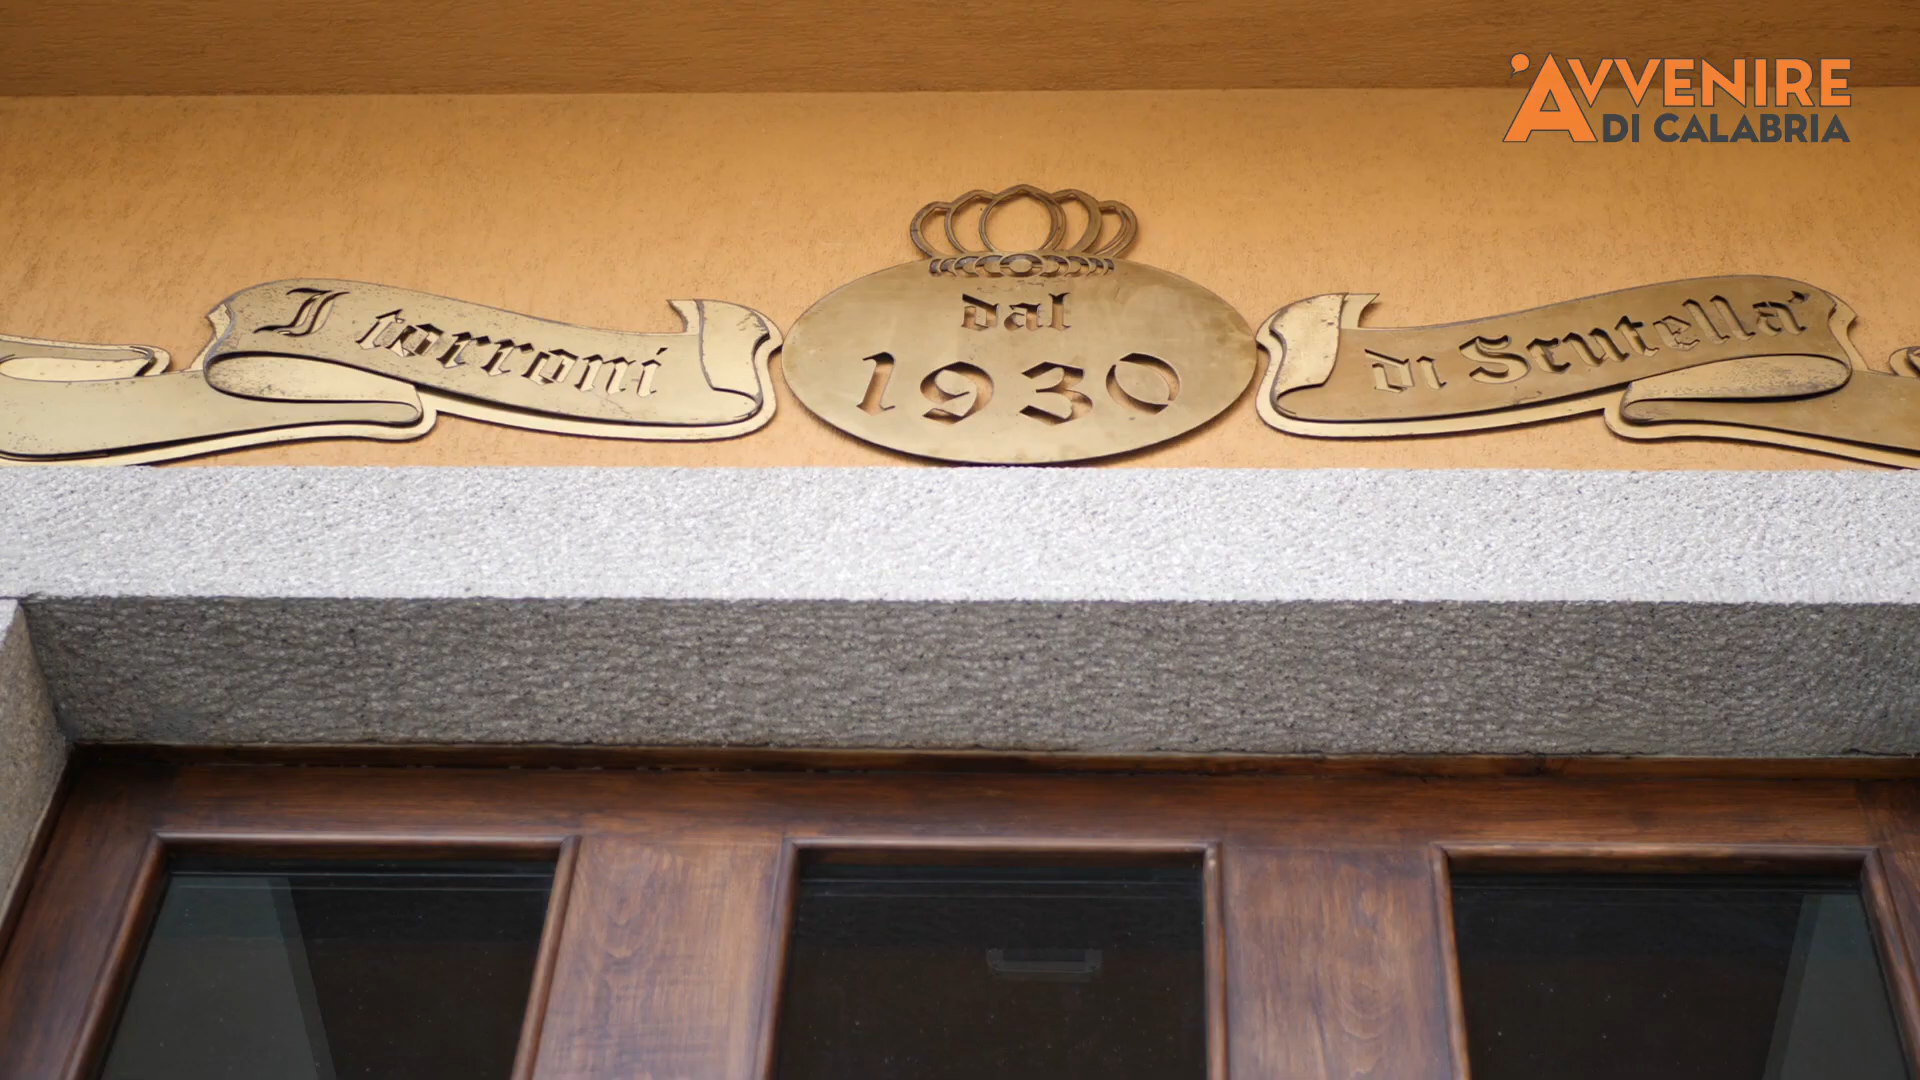 'AVVENIRE
DI CALABRIA
I torroni
dal
1930
di Scutella'